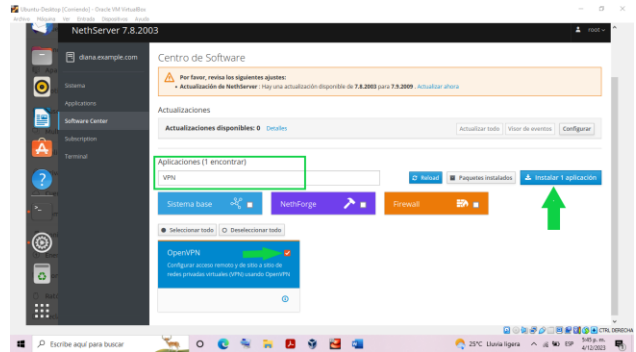 Ubuntu-Desktop [Corriendo] - Oracle VM VirtualBox
Archivo Máquina Ver Entrada Dispositivos Ayuda
NethServer 7.8.2003
root
diana.example.com
Centro de Software
Por favor, revisa los siguientes ajustes:
• Actualización de NethServer : Hay una actualización disponible de 7.8.2003 para 7.9.2009 . Actualizar ahora
Sistema
Applications
Software Center
Subscription
Terminal
Actualizaciones
Actualizaciones disponibles: 0 Detalles
Actualizar todo
Visor de eventos
Configurar
Aplicaciones (1 encontrar)
VPN
Reload
Paquetes instalados
Instalar 1 aplicación
Sistema base
NethForge
Firewall
Seleccionar todo
Deseleccionar todo
OpenVPN
Configurar acceso remoto y de sitio a sitio de
redes privadas virtuales (VPN) usando OpenVPN
CTRL DERECHA
Escribe aquí para buscar
25°C Lluvia ligera
ESP
5:45 p. m.
4/12/2023